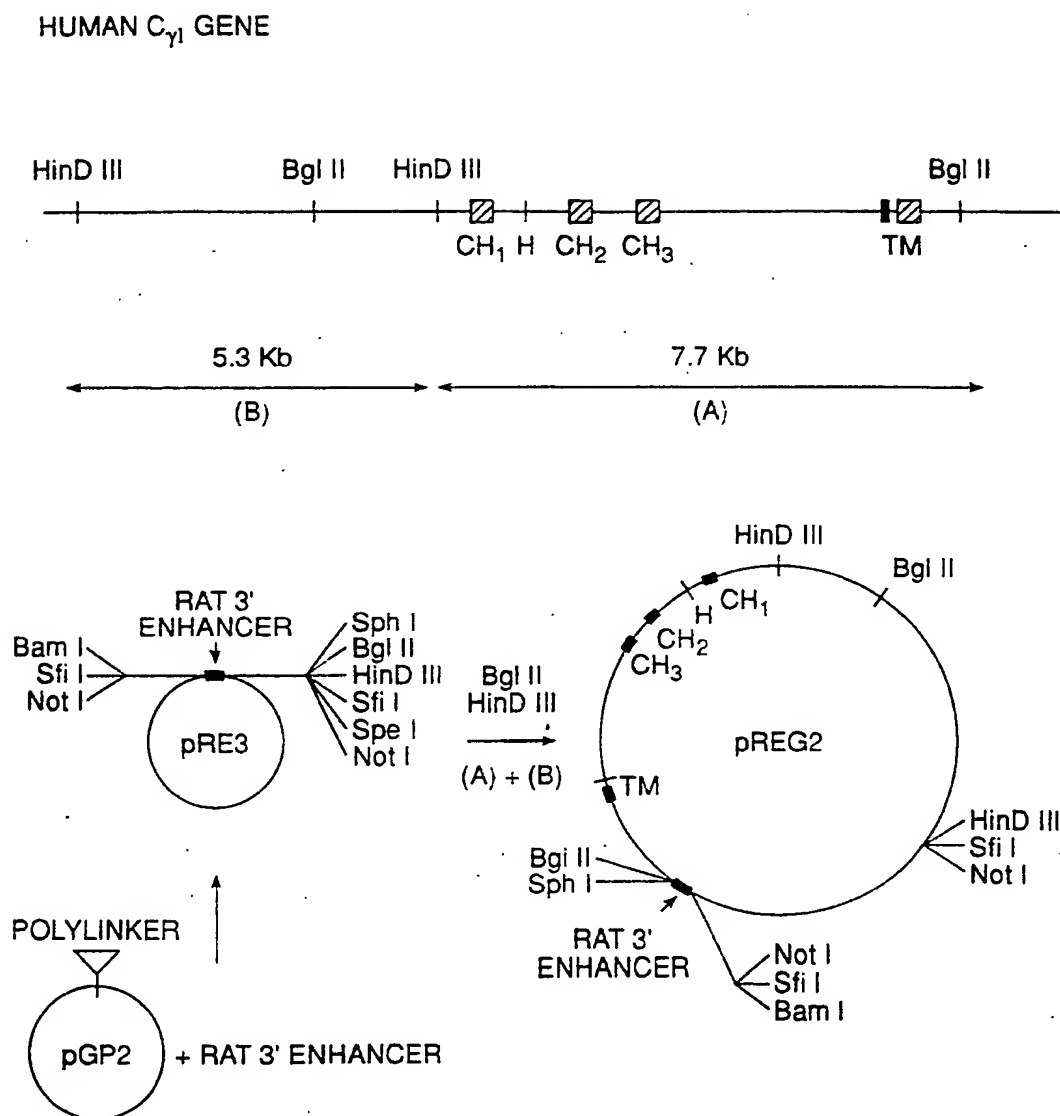 HUMAN Cγ1 GENE
HinD III
Bgl II
HinD III
Bgl II
CH1
H
CH2
CH3
TM
5.3 Kb
7.7 Kb
(B)
(A)
RAT 3'
ENHANCER
Bam I
Sfi I
Not I
Sph I
Bgl II
HinD III
Sfi I
Spe I
Not I
pRE3
Bgl II
HinD III
(A) + (B)
HinD III
Bgl II
CH1
H
CH2
CH3
pREG2
TM
Bgl II
Sph I
HinD III
Sfi I
Not I
RAT 3'
ENHANCER
Not I
Sfi I
Bam I
POLYLINKER
pGP2
+ RAT 3' ENHANCER